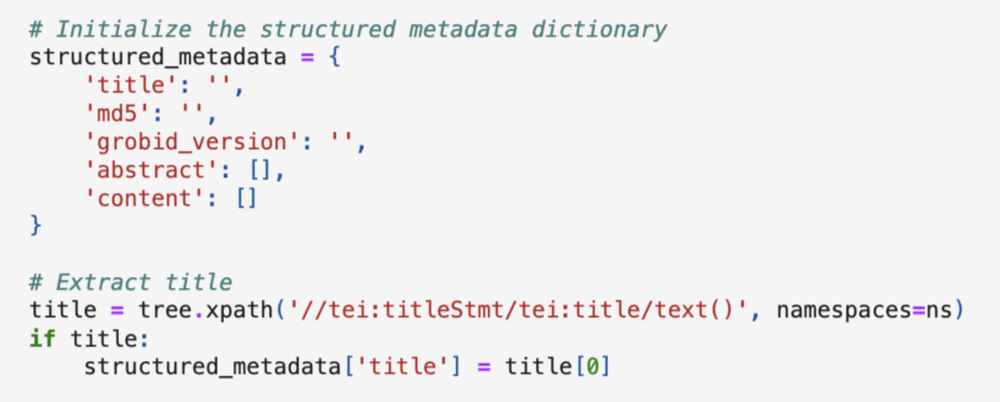 # Initialize the structured metadata dictionary
structured_metadata = {
    'title': '',
    'md5': '',
    'grobid_version': '',
    'abstract': [],
    'content': []
}

# Extract title
title = tree.xpath('//tei:titleStmt/tei:title/text()', namespaces=ns)
if title:
    structured_metadata['title'] = title[0]